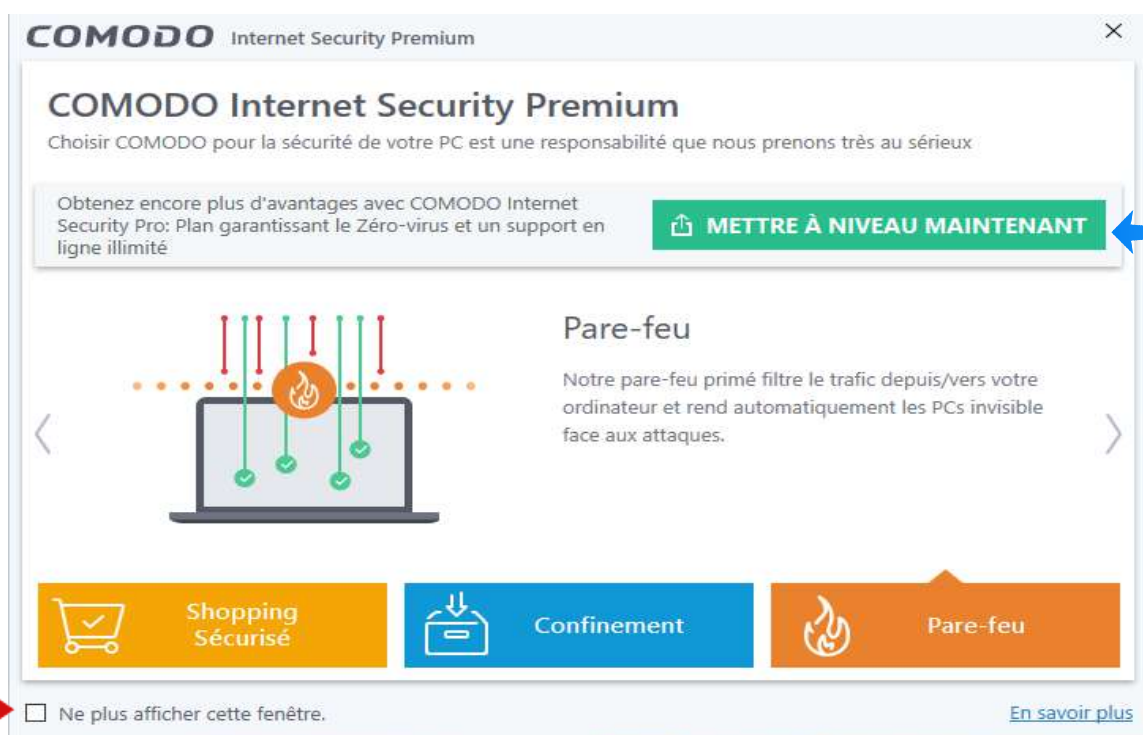 COMODO Internet Security Premium
COMODO Internet Security Premium
Choisir COMODO pour la sécurité de votre PC est une responsabilité que nous prenons très au sérieux
Obtenez encore plus d'avantages avec COMODO Internet
Security Pro: Plan garantissant le Zéro-virus et un support en
ligne illimité
METTRE À NIVEAU MAINTENANT
Pare-feu
Notre pare-feu primé filtre le trafic depuis/vers votre
ordinateur et rend automatiquement les PCs invisible
face aux attaques.
Shopping
Sécurisé
Confinement
Pare-feu
Ne plus afficher cette fenêtre.
En savoir plus